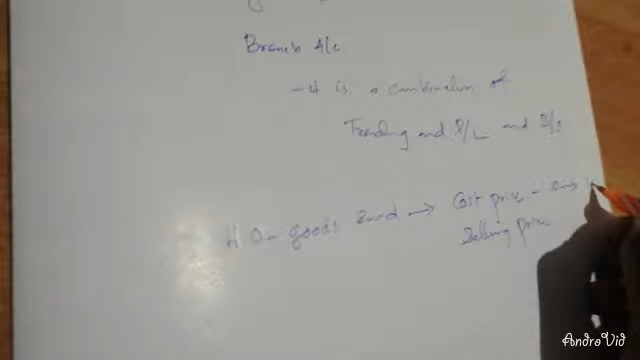 Branch A/c
- It is a combination of
Trading and P/L and B/S
H O - goods Send → Cost price -
Selling price
AndroVid